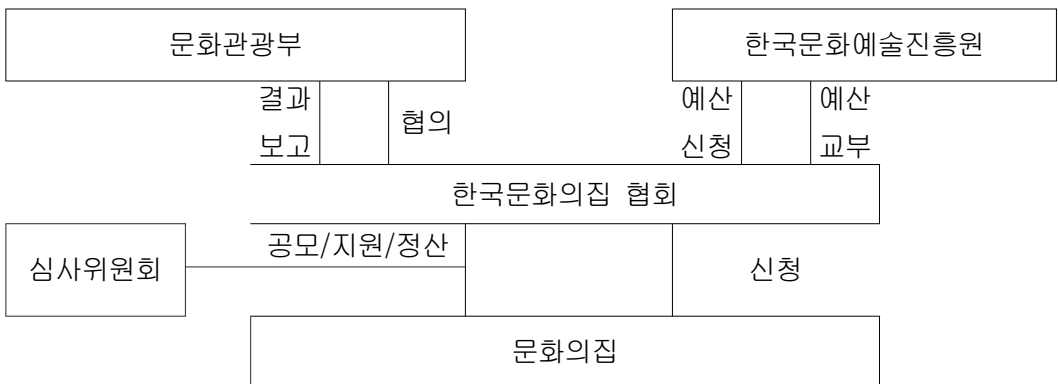 문화관광부
한국문화예술진흥원
결과
보고
협의
예산
신청
예산
교부
한국문화의집 협회
심사위원회
공모/지원/정산
신청
문화의집